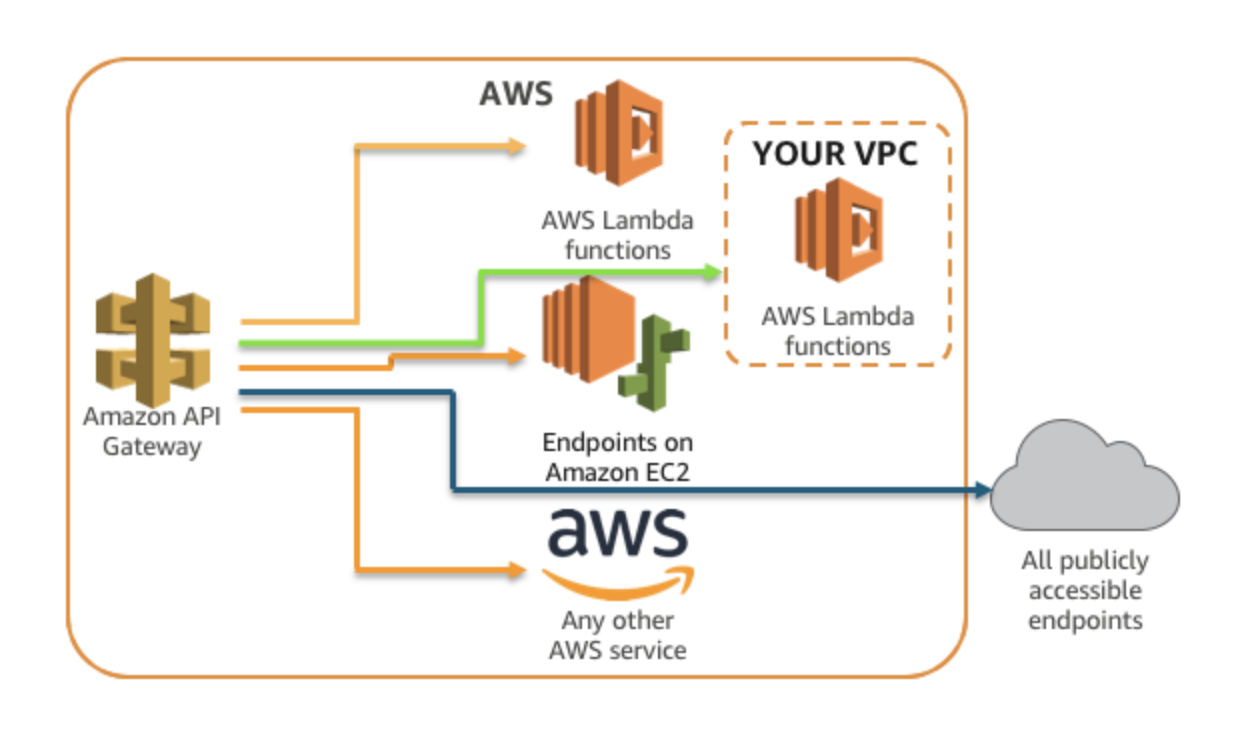 AWS
YOUR VPC
AWS Lambda
functions
AWS Lambda
functions
Amazon API
Gateway
Endpoints on
Amazon EC2
aws
Any other
AWS service
All publicly
accessible
endpoints